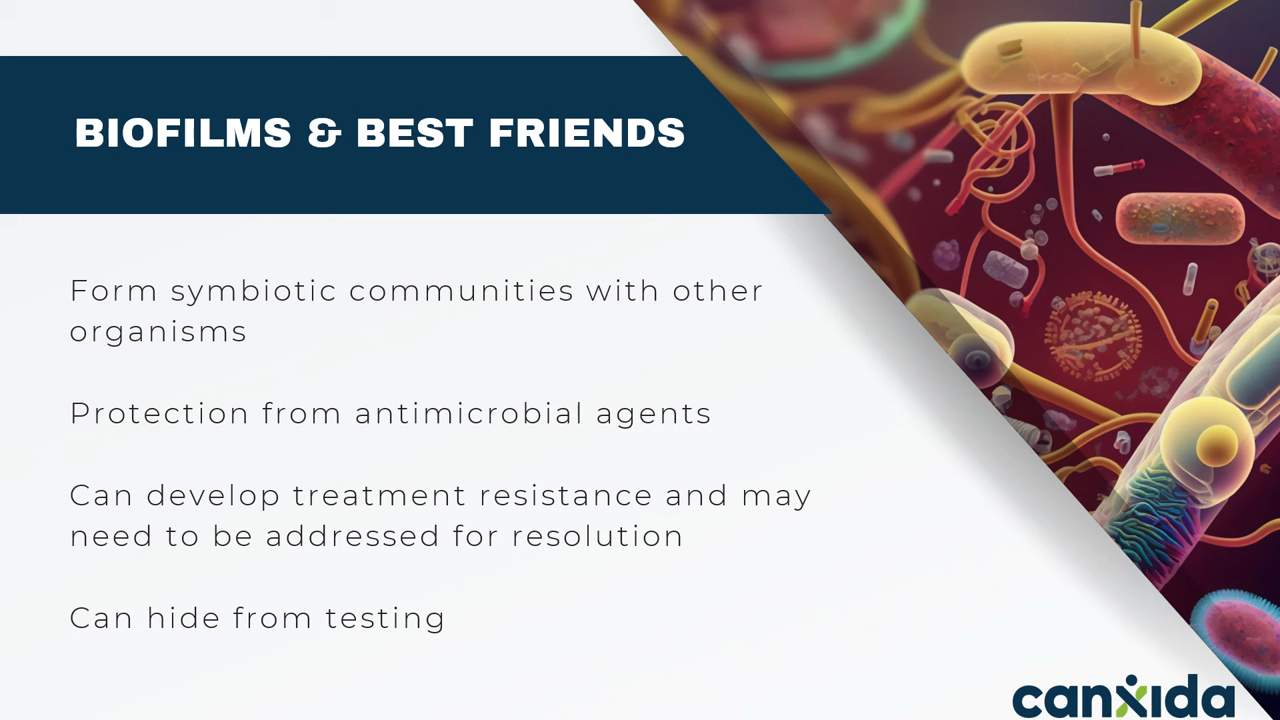 BIOFILMS & BEST FRIENDS
Form symbiotic communities with other
organisms
Protection from antimicrobial agents
Can develop treatment resistance and may
need to be addressed for resolution
Can hide from testing
canxida